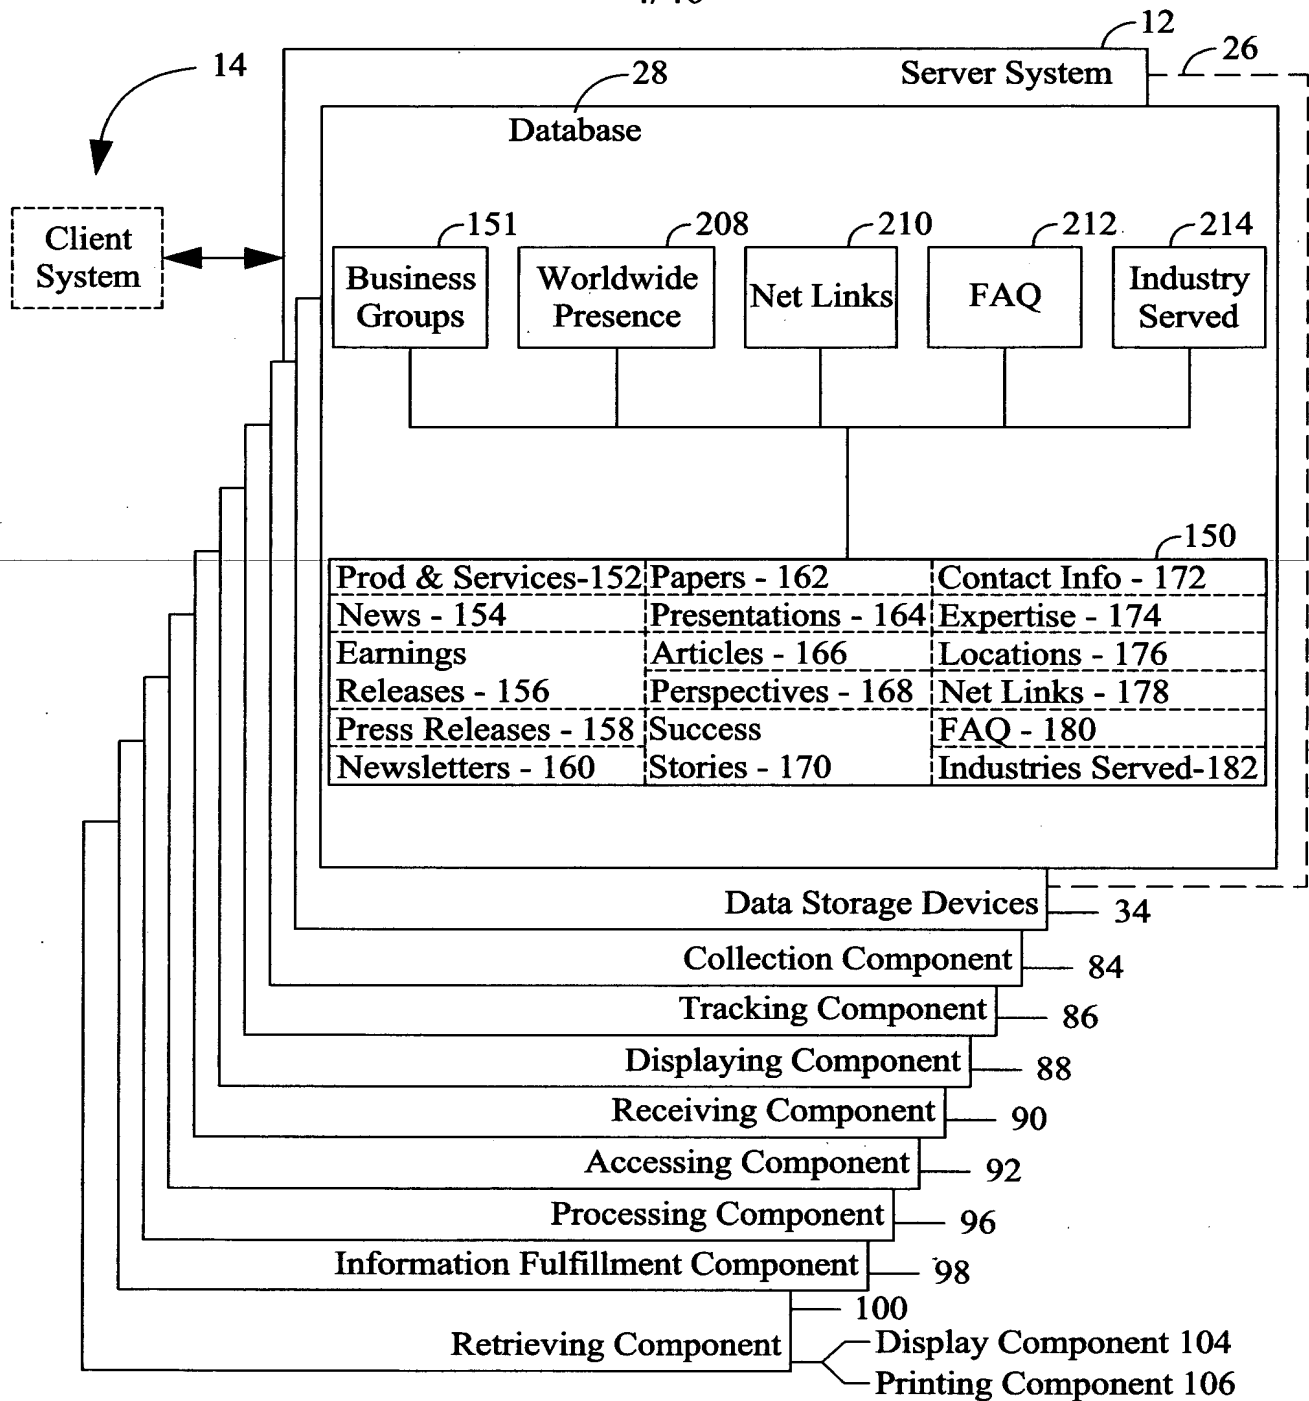 12
14
26
Server System
28
Database
Client
System
151
208
210
212
214
Business
Groups
Worldwide
Presence
Net Links
FAQ
Industry
Served
150
Prod & Services-152
Papers - 162
Contact Info - 172
News - 154
Presentations - 164
Expertise - 174
Earnings
Releases - 156
Articles - 166
Locations - 176
Perspectives - 168
Net Links - 178
Press Releases - 158
Success
Stories - 170
FAQ - 180
Newsletters - 160
Industries Served-182
Data Storage Devices
34
Collection Component
84
Tracking Component
86
Displaying Component
88
Receiving Component
90
Accessing Component
92
Processing Component
96
Information Fulfillment Component
98
100
Retrieving Component
Display Component 104
Printing Component 106